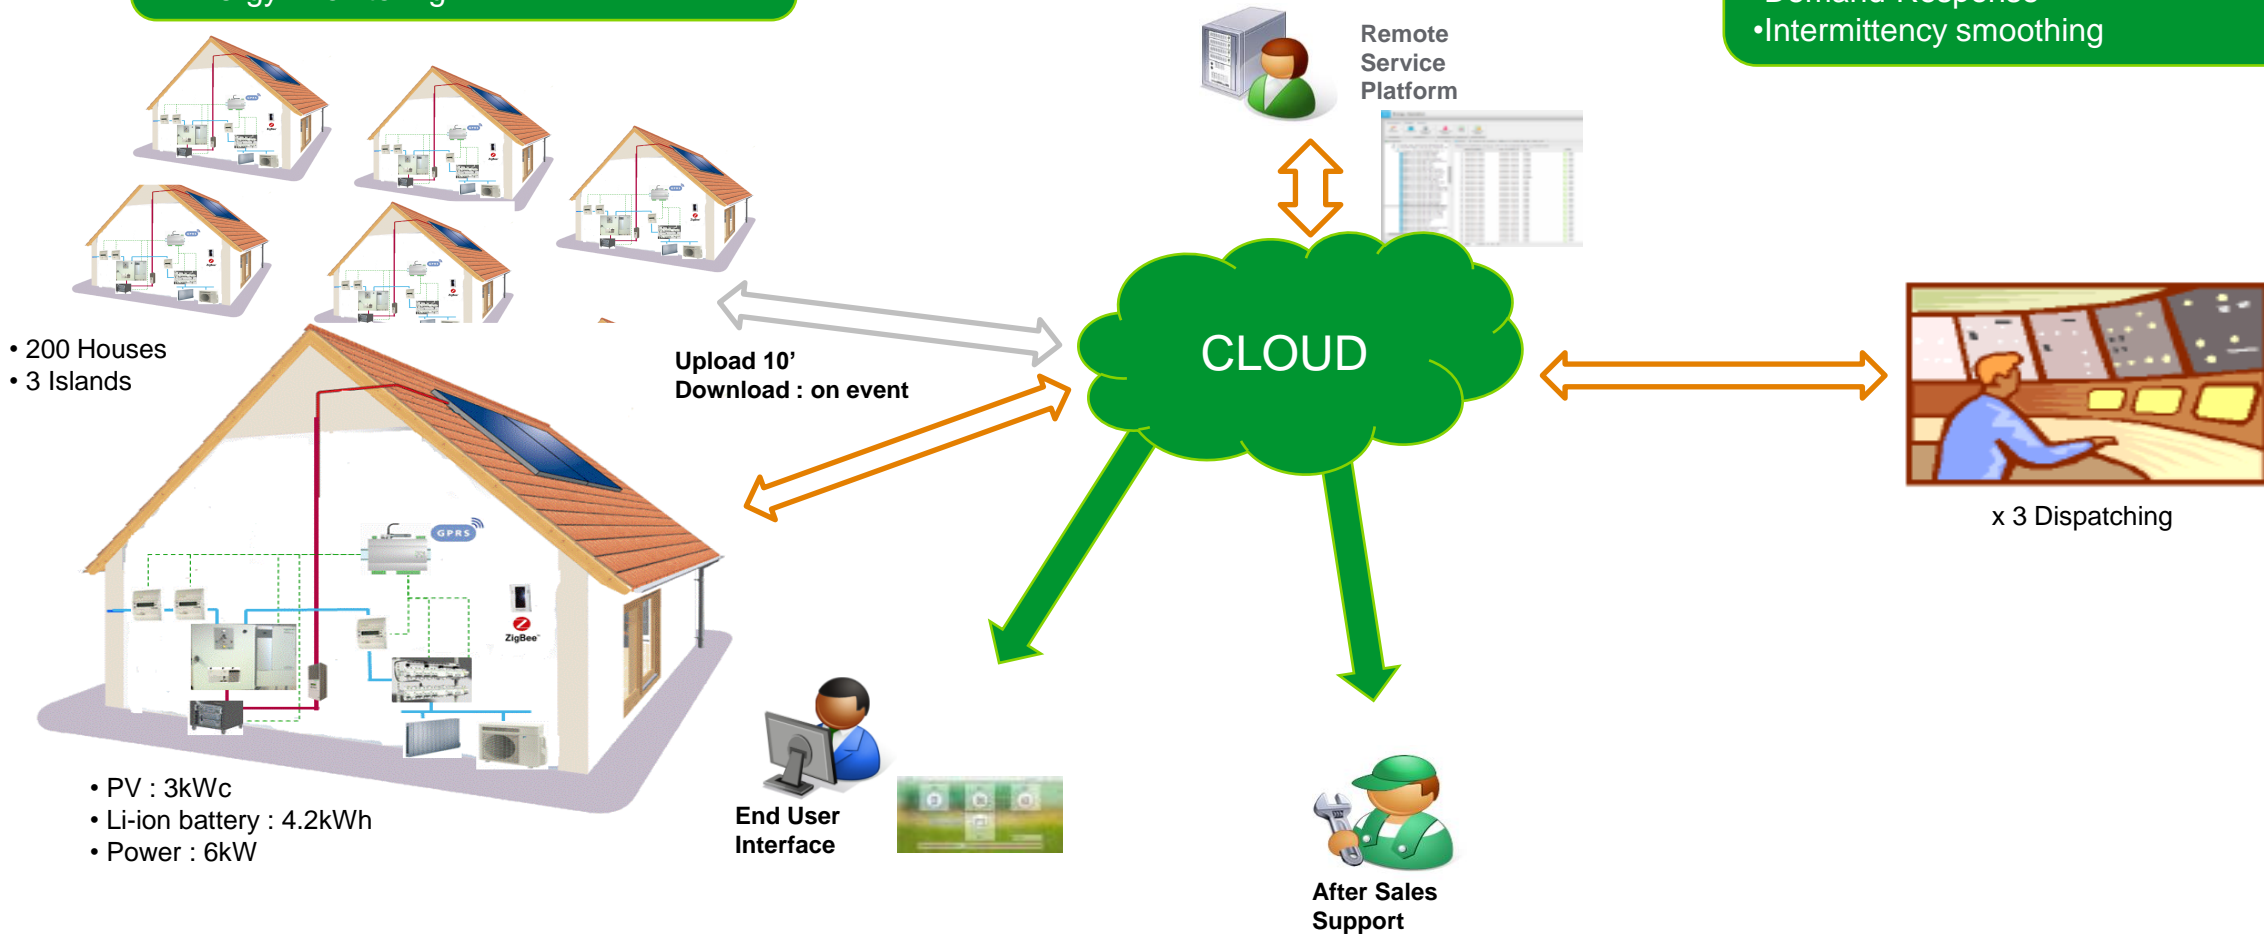 •Intermittency smoothing
Remote
Service
Platform
• 200 Houses
• 3 Islands
Upload 10’
Download : on event
CLOUD
x 3 Dispatching
GPRS
ZigBee™
• PV : 3kWc
• Li-ion battery : 4.2kWh
• Power : 6kW
End User
Interface
After Sales
Support